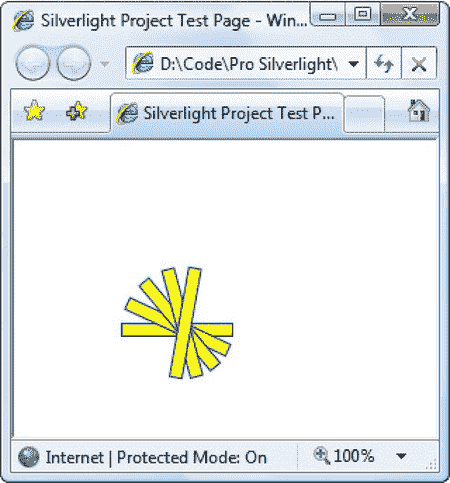 Silverlight Project Test Page - Win...
D:\Code\Pro Silverlight\
Silverlight Project Test P...
Internet | Protected Mode: On
100%